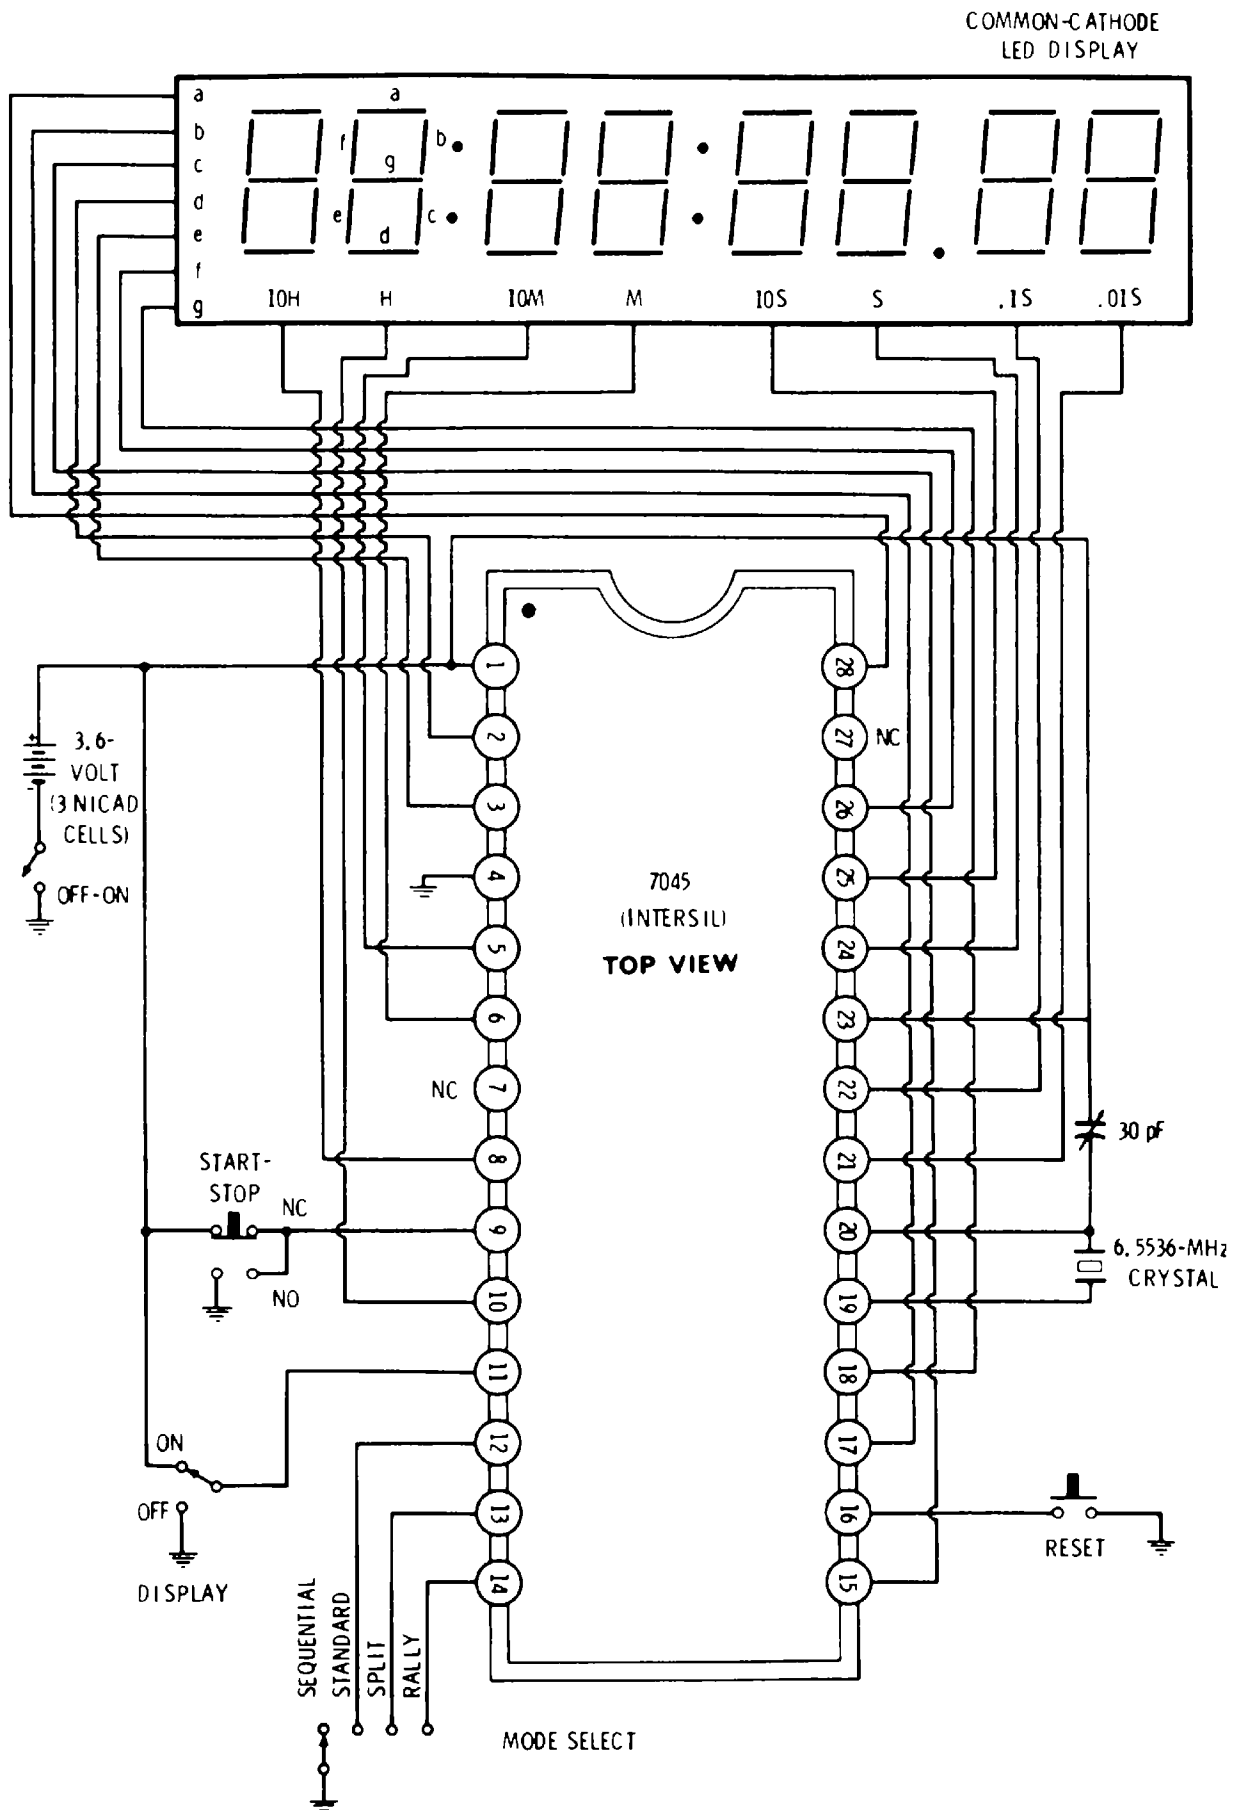 COMMON-CATHODE
LED DISPLAY
a
b
c
d
e
f
g
a
f
b
g
e
c
d
10H
H
10M
M
10S
S
.1S
.01S
1
2
3
4
5
6
7
8
9
10
11
12
13
14
28
27
26
25
24
23
22
21
20
19
18
17
16
15
NC
+
3.6-
VOLT
(3 NICAD
CELLS)
-
OFF-ON
7045
(INTERSIL)
TOP VIEW
NC
30 pF
START-
STOP
NC
NO
6.5536-MHz
CRYSTAL
ON
OFF
DISPLAY
RESET
SEQUENTIAL
STANDARD
SPLIT
RALLY
MODE SELECT